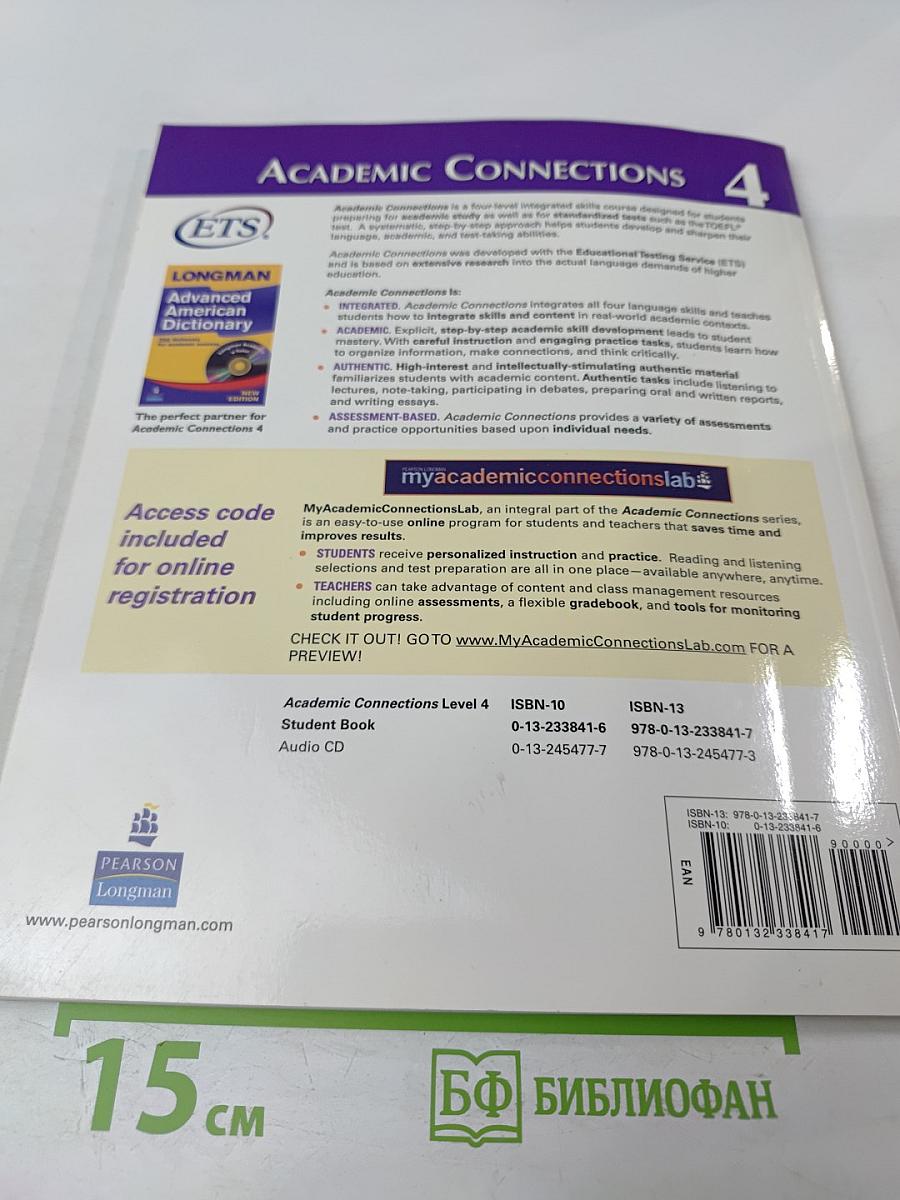 ACADEMIC CONNECTIONS 4
ETS
Academic Connections is a four-level integrated skills course designed for students
preparing for academic study as well as for standardized tests such as the TOEFL®
test. A systematic, step-by-step approach helps students develop and sharpen their
language, academic, and test-taking abilities.
Academic Connections was developed with the Educational Testing Service (ETS)
and is based on extensive research into the actual language demands of higher
education.
LONGMAN
Advanced
American
Dictionary
NEW
EDITION
The perfect partner for
Academic Connections 4
Academic Connections is:
• INTEGRATED. Academic Connections integrates all four language skills and teaches
students how to integrate skills and content in real-world academic contexts.
• ACADEMIC. Explicit, step-by-step academic skill development leads to student
mastery. With careful instruction and engaging practice tasks, students learn how
to organize information, make connections, and think critically.
• AUTHENTIC. High-interest and intellectually-stimulating authentic material
familiarizes students with academic content. Authentic tasks include listening to
lectures, note-taking, participating in debates, preparing oral and written reports,
and writing essays.
• ASSESSMENT-BASED. Academic Connections provides a variety of assessments
and practice opportunities based upon individual needs.
PEARSON LONGMAN
myacademicconnectionslab
Access code
included
for online
registration
MyAcademicConnectionsLab, an integral part of the Academic Connections series,
is an easy-to-use online program for students and teachers that saves time and
improves results.
• STUDENTS receive personalized instruction and practice. Reading and listening
selections and test preparation are all in one place—available anywhere, anytime.
• TEACHERS can take advantage of content and class management resources
including online assessments, a flexible gradebook, and tools for monitoring
student progress.
CHECK IT OUT! GO TO www.MyAcademicConnectionsLab.com FOR A
PREVIEW!
Academic Connections Level 4 ISBN-10 ISBN-13
Student Book 0-13-233841-6 978-0-13-233841-7
Audio CD 0-13-245477-7 978-0-13-245477-3
PEARSON
Longman
www.pearsonlongman.com
ISBN-13: 978-0-13-233841-7
ISBN-10: 0-13-233841-6
90000>
EAN
9 780132 338417
15 см
БФ БИБЛИОФАН